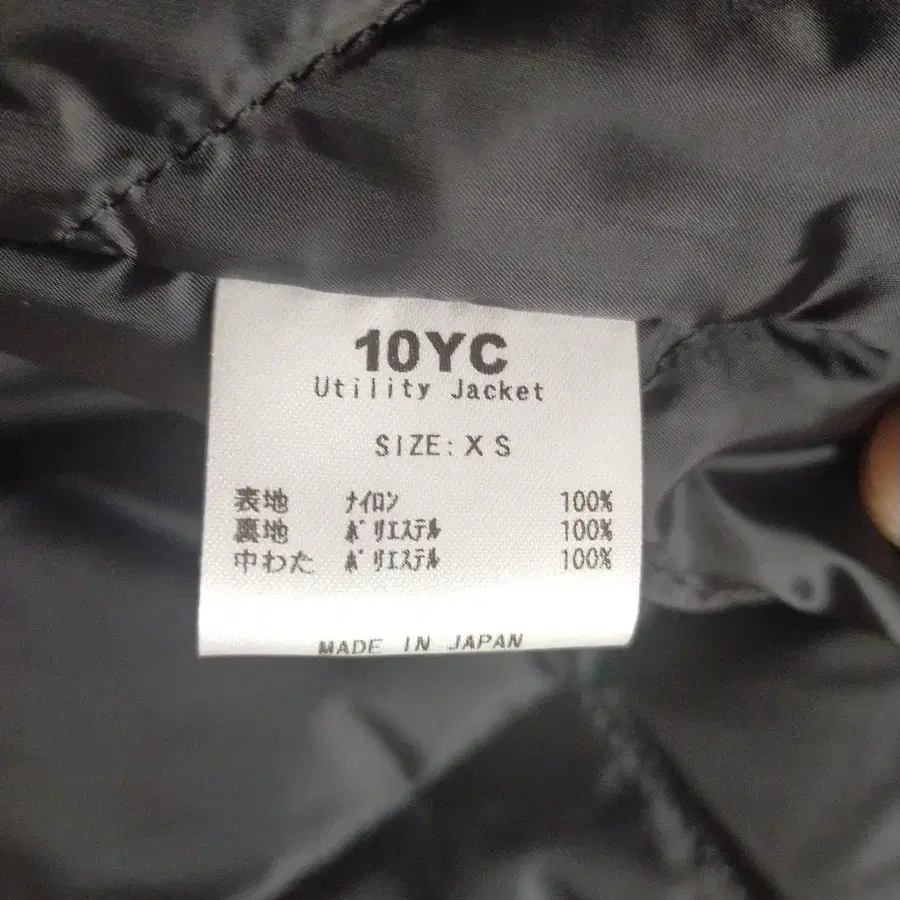 10YC
Utility Jacket
SIZE: XS
表地 ナイロン 100%
裏地 ポリエステル 100%
中わた ポリエステル 100%
MADE IN JAPAN